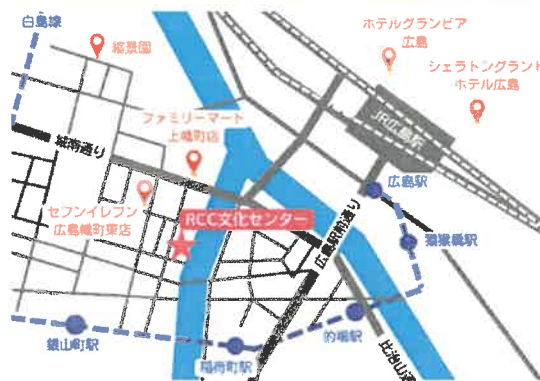 白島線
縮景園
ホテルグランビア
広島
シェラトングランド
ホテル広島
ファミリーマート
上幟町店
JR広島駅
城南通り
広島駅
セブンイレブン
広島幟町東店
RCC文化センター
広島駅前通り
猿猴橋駅
銀山町駅
稲荷町駅
的場駅
比治山通